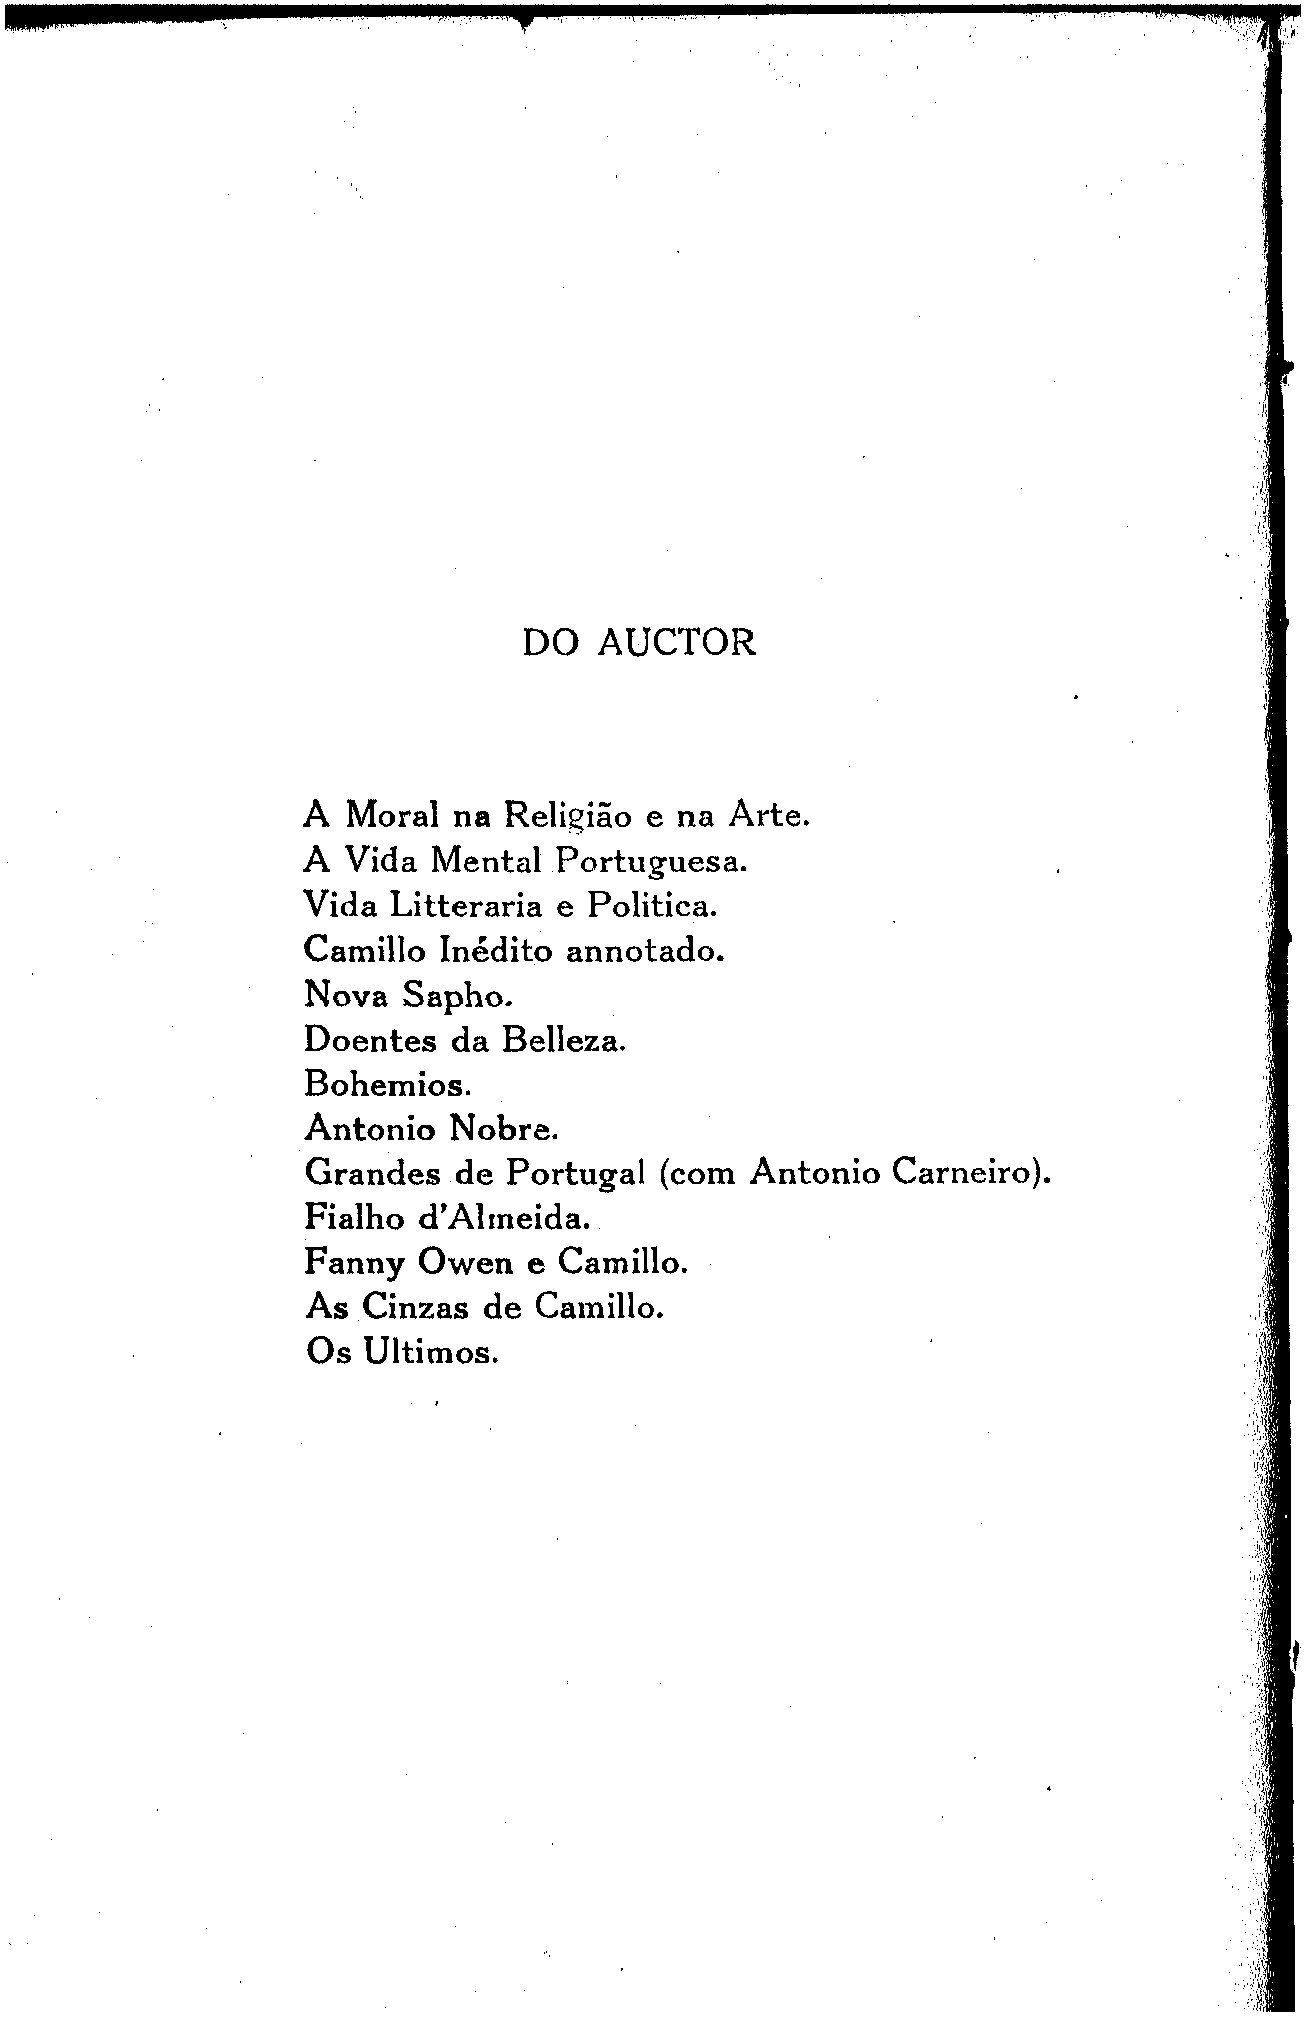 DO AUCTOR
A Moral na Religião e na Arte.
A Vida Mental Portuguesa.
Vida Litteraria e Politica.
Camillo Inédito annotado.
Nova Sapho.
Doentes da Belleza.
Bohemios.
Antonio Nobre.
Grandes de Portugal (com Antonio Carneiro).
Fialho d'Almeida.
Fanny Owen e Camillo.
As Cinzas de Camillo.
Os Ultimos.